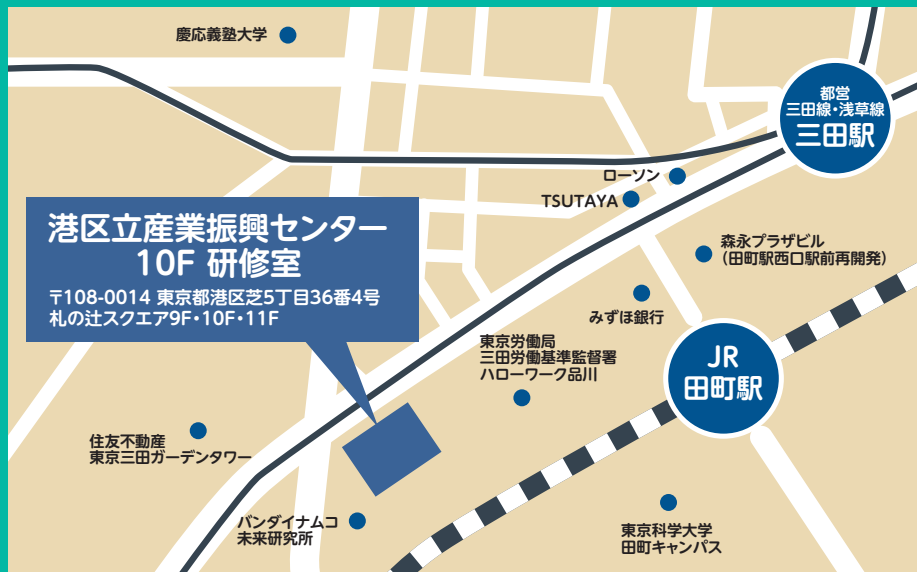 慶応義塾大学
都営
三田線・浅草線
三田駅
ローソン
TSUTAYA
港区立産業振興センター
10F 研修室
〒108-0014 東京都港区芝5丁目36番4号
札の辻スクエア9F・10F・11F
森永プラザビル
（田町駅西口駅前再開発）
みずほ銀行
東京労働局
三田労働基準監督署
ハローワーク品川
JR
田町駅
住友不動産
東京三田ガーデンタワー
バンダイナムコ
未来研究所
東京科学大学
田町キャンパス